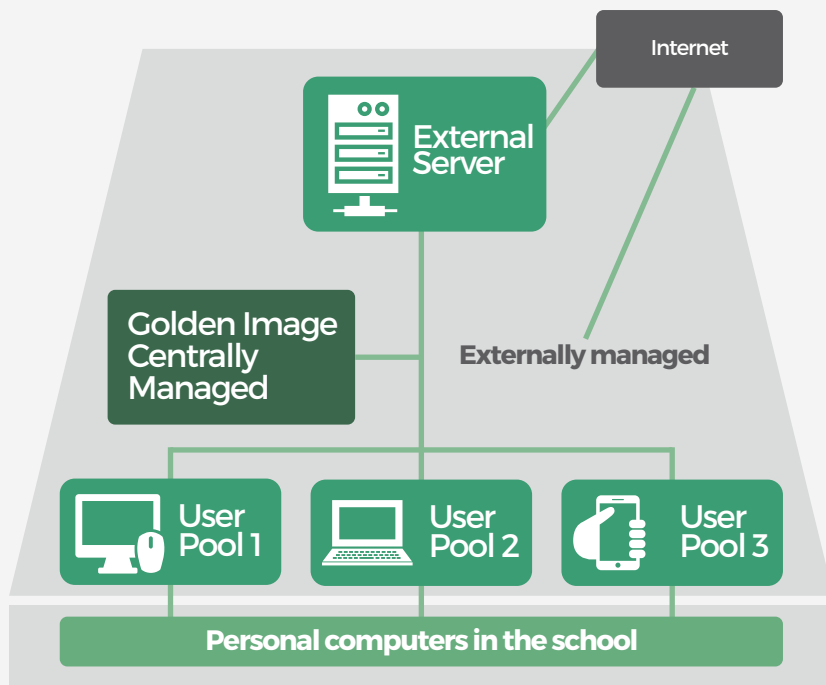 Internet
External
Server
Golden Image
Centrally
Managed
Externally managed
User
Pool 1
User
Pool 2
User
Pool 3
Personal computers in the school